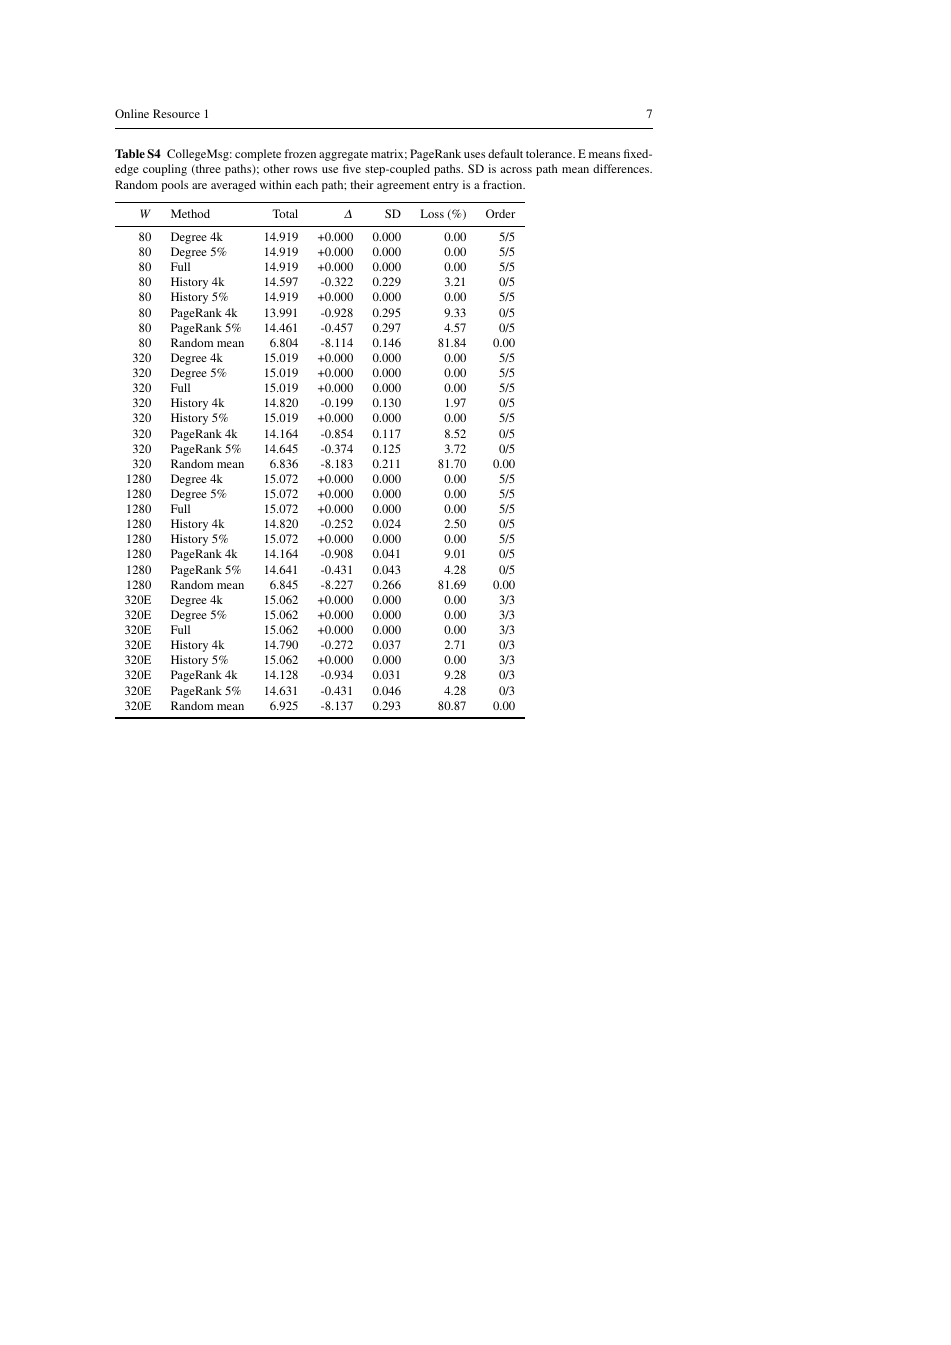 Online Resource 1 7
Table S4 CollegeMsg: complete frozen aggregate matrix; PageRank uses default tolerance. E means fixed-
edge coupling (three paths); other rows use five step-coupled paths. SD is across path mean differences.
Random pools are averaged within each path; their agreement entry is a fraction.
W Method Total Δ SD Loss (%) Order
80 Degree 4k 14.919 +0.000 0.000 0.00 5/5
80 Degree 5% 14.919 +0.000 0.000 0.00 5/5
80 Full 14.919 +0.000 0.000 0.00 5/5
80 History 4k 14.597 -0.322 0.229 3.21 0/5
80 History 5% 14.919 +0.000 0.000 0.00 5/5
80 PageRank 4k 13.991 -0.928 0.295 9.33 0/5
80 PageRank 5% 14.461 -0.457 0.297 4.57 0/5
80 Random mean 6.804 -8.114 0.146 81.84 0.00
320 Degree 4k 15.019 +0.000 0.000 0.00 5/5
320 Degree 5% 15.019 +0.000 0.000 0.00 5/5
320 Full 15.019 +0.000 0.000 0.00 5/5
320 History 4k 14.820 -0.199 0.130 1.97 0/5
320 History 5% 15.019 +0.000 0.000 0.00 5/5
320 PageRank 4k 14.164 -0.854 0.117 8.52 0/5
320 PageRank 5% 14.645 -0.374 0.125 3.72 0/5
320 Random mean 6.836 -8.183 0.211 81.70 0.00
1280 Degree 4k 15.072 +0.000 0.000 0.00 5/5
1280 Degree 5% 15.072 +0.000 0.000 0.00 5/5
1280 Full 15.072 +0.000 0.000 0.00 5/5
1280 History 4k 14.820 -0.252 0.024 2.50 0/5
1280 History 5% 15.072 +0.000 0.000 0.00 5/5
1280 PageRank 4k 14.164 -0.908 0.041 9.01 0/5
1280 PageRank 5% 14.641 -0.431 0.043 4.28 0/5
1280 Random mean 6.845 -8.227 0.266 81.69 0.00
320E Degree 4k 15.062 +0.000 0.000 0.00 3/3
320E Degree 5% 15.062 +0.000 0.000 0.00 3/3
320E Full 15.062 +0.000 0.000 0.00 3/3
320E History 4k 14.790 -0.272 0.037 2.71 0/3
320E History 5% 15.062 +0.000 0.000 0.00 3/3
320E PageRank 4k 14.128 -0.934 0.031 9.28 0/3
320E PageRank 5% 14.631 -0.431 0.046 4.28 0/3
320E Random mean 6.925 -8.137 0.293 80.87 0.00